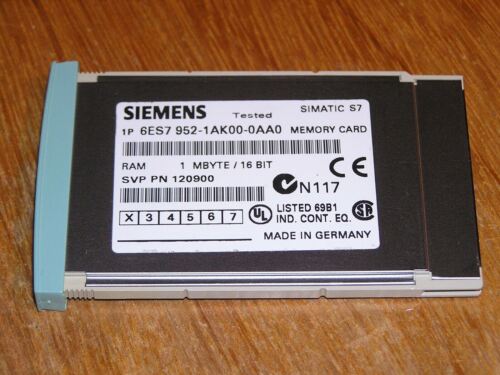 SIEMENS Tested SIMATIC S7
1P 6ES7 952-1AK00-0AA0 MEMORY CARD
RAM 1 MBYTE / 16 BIT
SVP PN 120900
N117
X 3 4 5 6 7
UL LISTED 69B1
IND. CONT. EQ.
MADE IN GERMANY